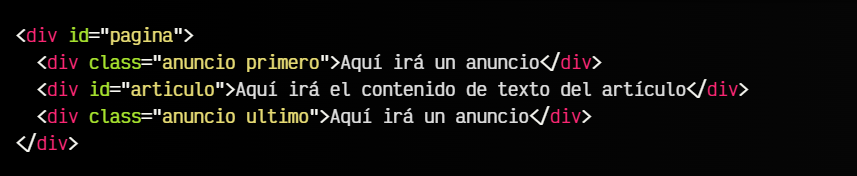 <div id="pagina">
  <div class="anuncio primero">Aquí irá un anuncio</div>
  <div id="articulo">Aquí irá el contenido de texto del artículo</div>
  <div class="anuncio ultimo">Aquí irá un anuncio</div>
</div>